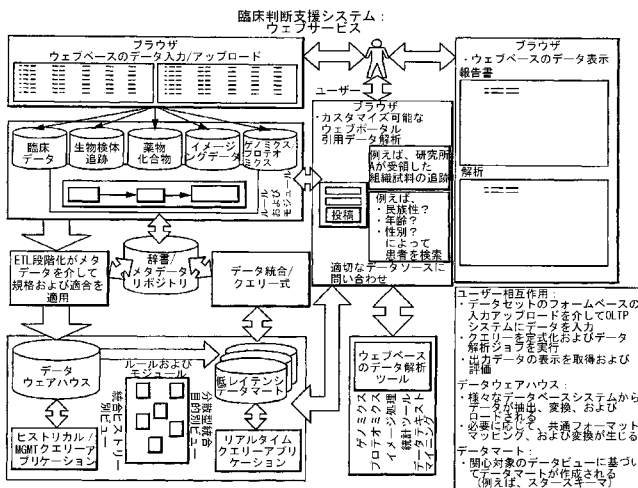 臨床判断支援システム：
ウェブサービス
ブラウザ
ウェブベースのデータ入力/アップロード
臨床
データ
生物検体
追跡
薬物
化合物
イメージ
ングデータ
ゲノミクス/
プロテオ
ミクス
ルール
および
モジュール
ユーザー
ブラウザ
・カスタマイズ可能な
ウェブポータル
引用データ解析
例えば、研究所
Aが受領した
組織試料の追跡
投稿
例えば、
・民族性?
・年齢?
・性別?
によって
患者を検索
適切なデータソースに
問い合わせ
ブラウザ
・ウェブベースのデータ表示
報告書
解析
ETL段階化がメタ
データを介して
規格および適合を
適用
辞書/
メタデータ
リポジトリ
データ統合/
クエリー式
データ
ウェアハウス
ルールおよび
モジュール
統合ヒストリー
別ビュー
分散型統合
目的別ビュー
低レイテンシ
データマート
ヒストリカル/
MGMTクエリーア
プリケーション
リアルタイム
クエリーアプリ
ケーション
ウェブベース
のデータ解析
ツール
ゲノミクス
プロテオミクス
イメージ処理
統計ツール
データテキスト
マイニング
ユーザー相互作用：
・データセットのフォームベースの
入力アップロードを介してOLTP
システムにデータを入力
・クエリーを定式化およびデータ
解析ジョブを実行
・出力データの表示を取得および
評価
データウェアハウス：
・様々なデータベースシステムから
データが抽出、変換、および
ロードされる
・必要に応じて、共通フォーマット
マッピング、および変換が生じる
データマート：
・関心対象のデータビューに基づい
てデータマートが作成される
(例えば、スタースキーマ)